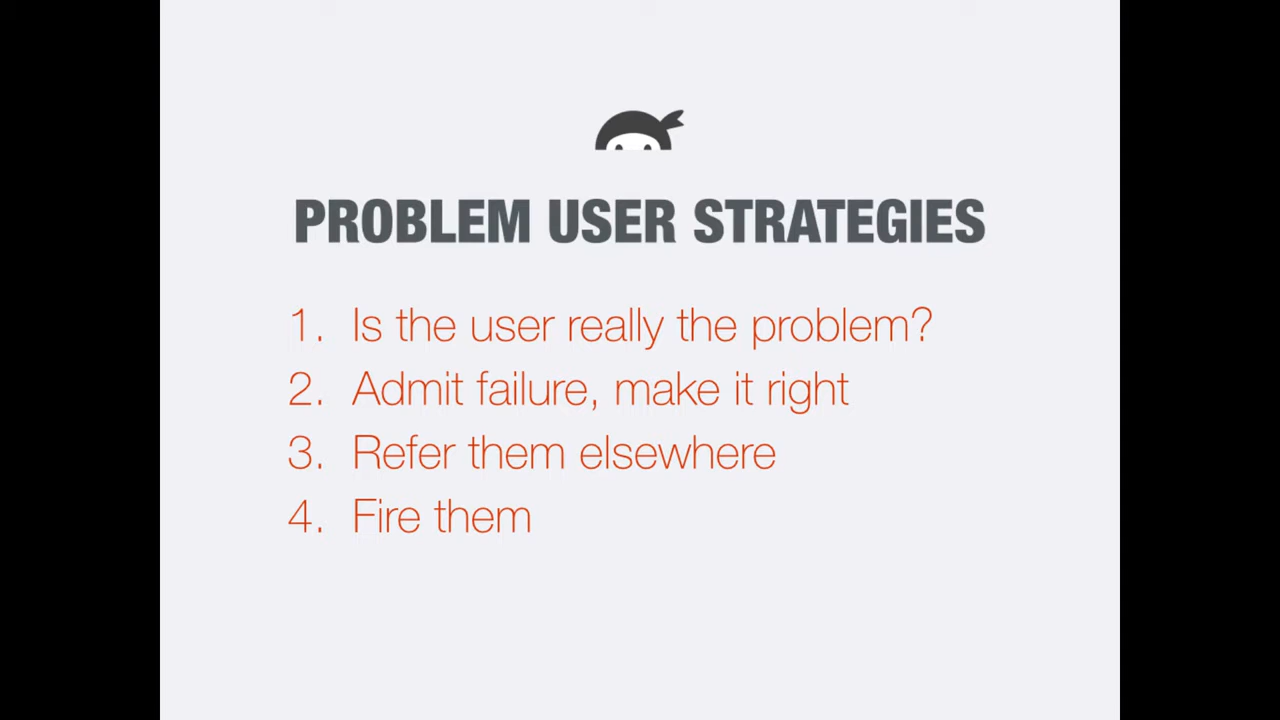 PROBLEM USER STRATEGIES
1. Is the user really the problem?
2. Admit failure, make it right
3. Refer them elsewhere
4. Fire them